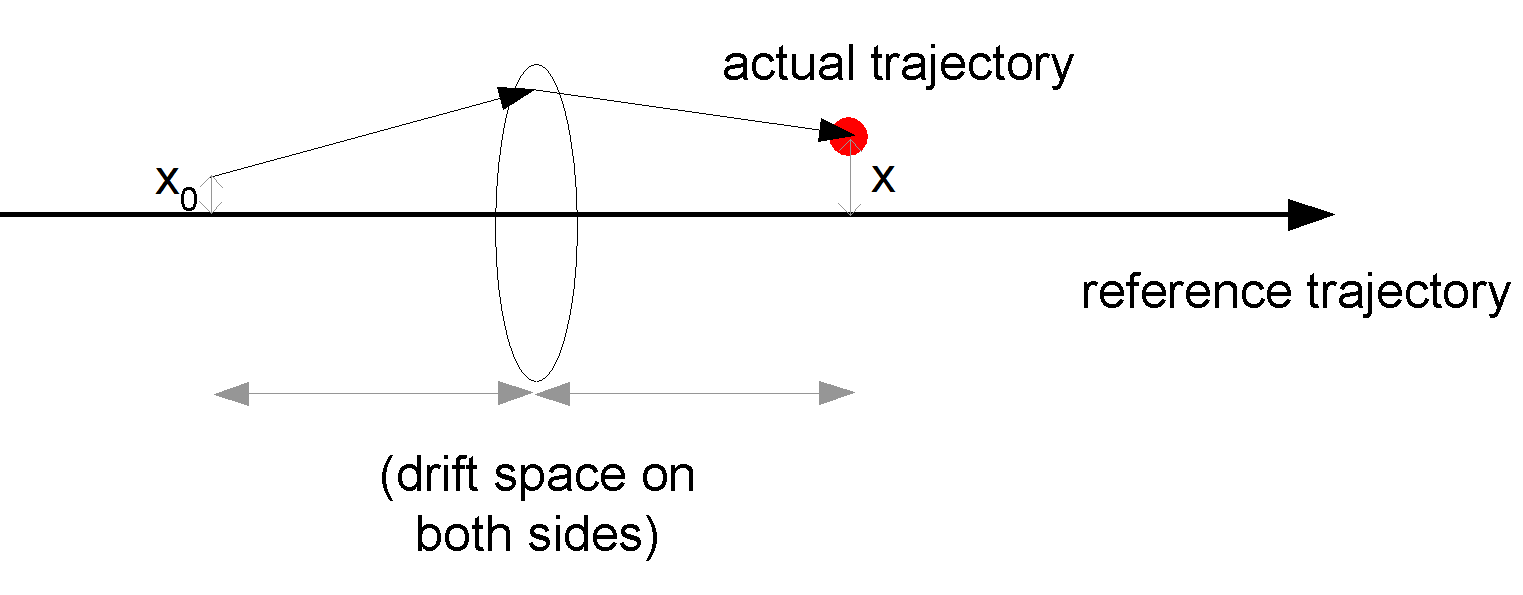 actual trajectory
x0
x
reference trajectory
(drift space on
both sides)